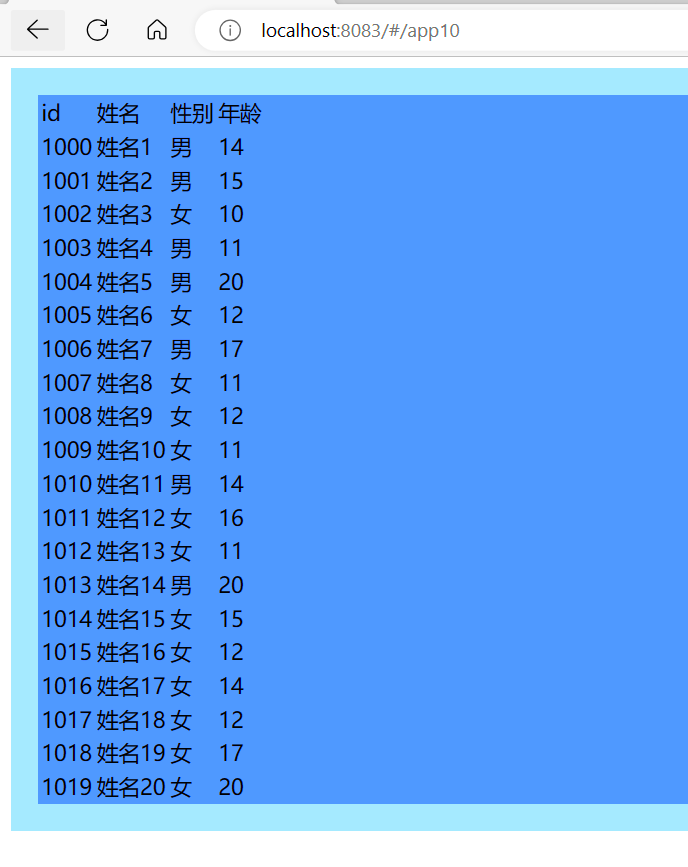 localhost:8083/#/app10
id 姓名 性别 年龄
1000 姓名1 男 14
1001 姓名2 男 15
1002 姓名3 女 10
1003 姓名4 男 11
1004 姓名5 男 20
1005 姓名6 女 12
1006 姓名7 男 17
1007 姓名8 女 11
1008 姓名9 女 12
1009 姓名10 女 11
1010 姓名11 男 14
1011 姓名12 女 16
1012 姓名13 女 11
1013 姓名14 男 20
1014 姓名15 女 15
1015 姓名16 女 12
1016 姓名17 女 14
1017 姓名18 女 12
1018 姓名19 女 17
1019 姓名20 女 20